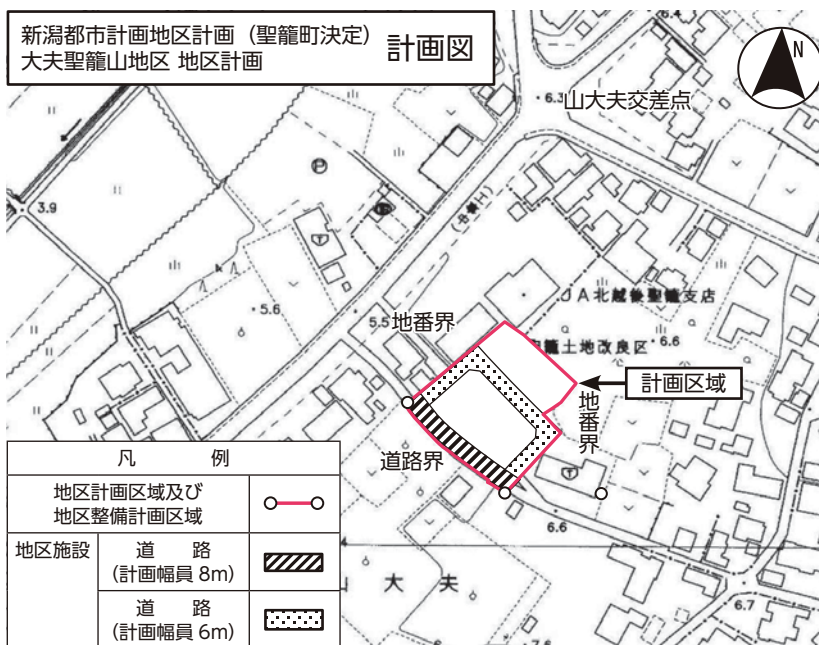 新潟都市計画地区計画（聖籠町決定）
大夫聖籠山地区 地区計画
計画図
N
6.4
6.3
山大夫交差点
3.9
5.6
5.5
地番界
ＪＡ北越後聖籠支店
聖籠土地改良区
6.6
計画区域
地番界
道路界
6.6
山 大 夫
6.7
7.6
凡　例
地区計画区域及び
地区整備計画区域
地区施設
道　路
(計画幅員 8m)
道　路
(計画幅員 6m)